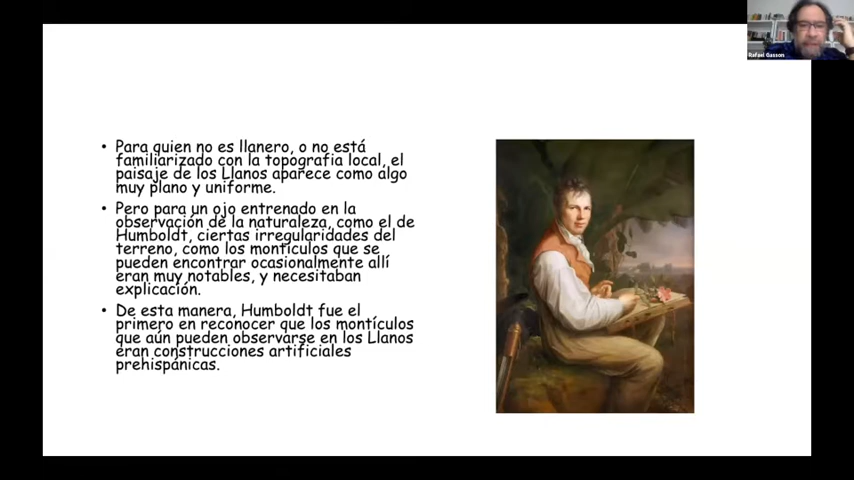 • Para quien no es llanero, o no está
familiarizado con la topografia local, el
paisaje de los Llanos aparece como algo
muy plano y uniforme.
• Pero para un ojo entrenado en la
observación de la naturaleza, como el de
Humboldt, ciertas irregularidades del
terreno, como los montículos que se
pueden encontrar ocasionalmente allí
eran muy notables, y necesitaban
explicación.
• De esta manera, Humboldt fue el
primero en reconocer que los montículos
que aún pueden observarse en los Llanos
eran construcciones artificiales
prehispánicas.
Rafael Gasson